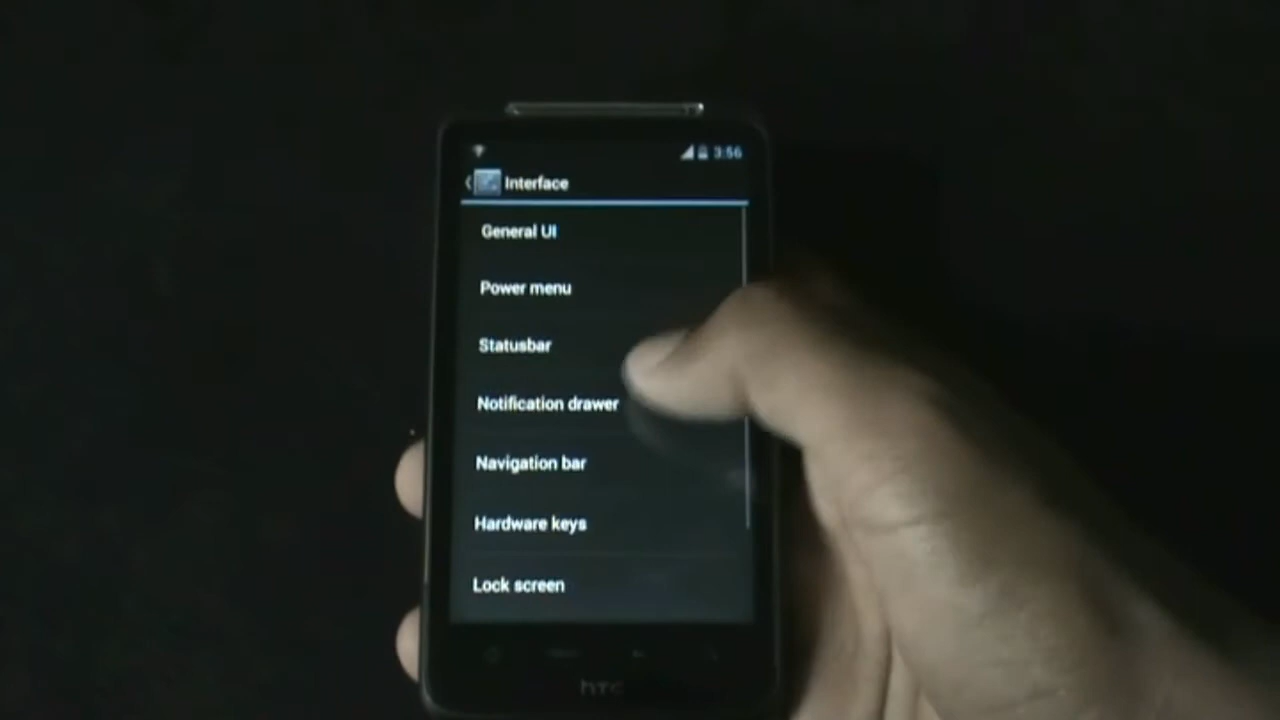 3:56
Interface
General UI
Power menu
Statusbar
Notification drawer
Navigation bar
Hardware keys
Lock screen
hTC